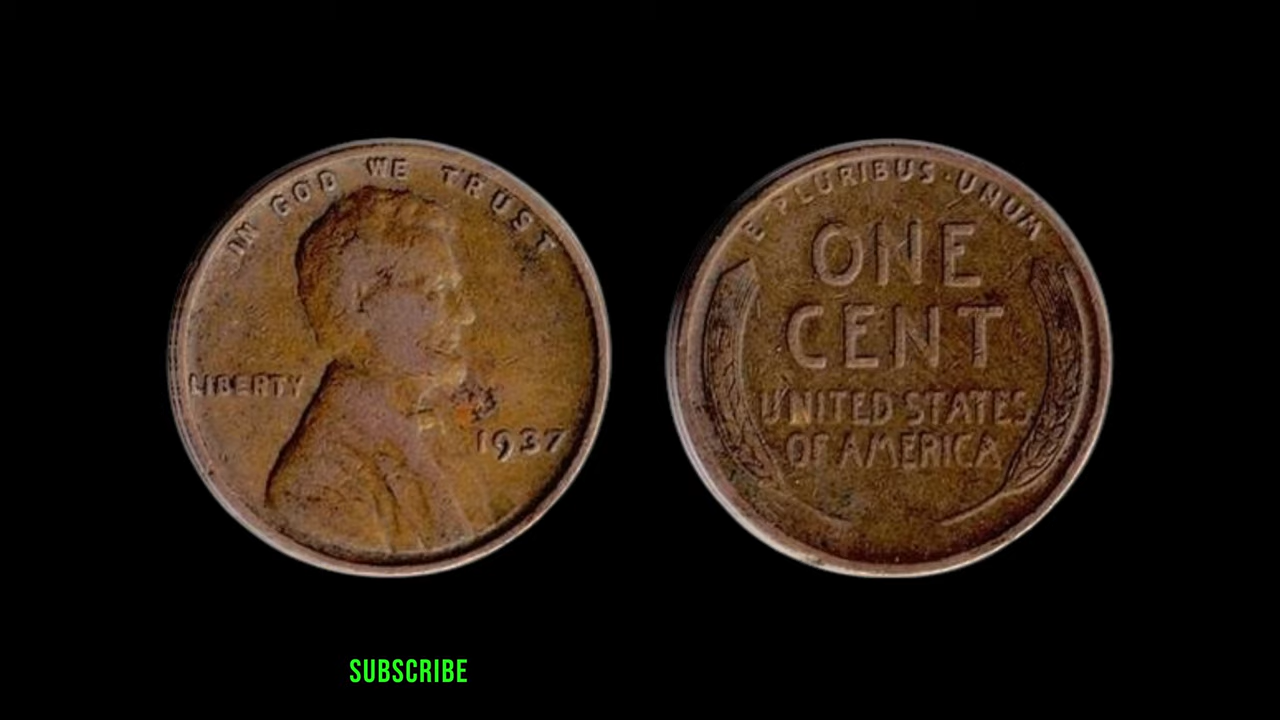 IN GOD WE TRUST
LIBERTY
1937
E·PLURIBUS·UNUM
ONE
CENT
UNITED STATES
OF AMERICA
SUBSCRIBE